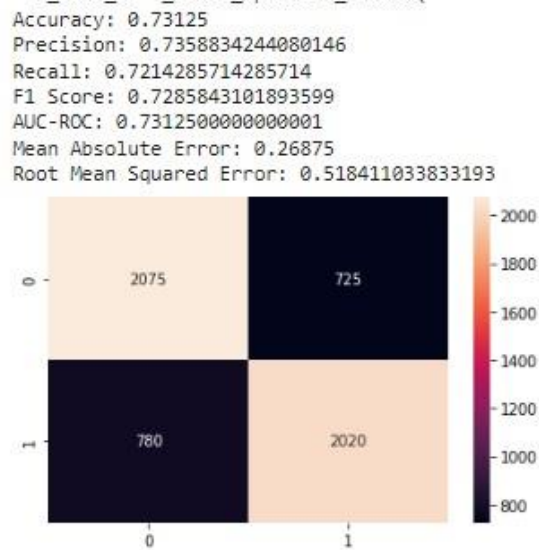 Accuracy: 0.73125
Precision: 0.7358834244080146
Recall: 0.7214285714285714
F1 Score: 0.7285843101893599
AUC-ROC: 0.7312500000000001
Mean Absolute Error: 0.26875
Root Mean Squared Error: 0.518411033833193
2000
0 2075 725
1800
1600
1400
1200
1 780 2020
1000
800
0 1